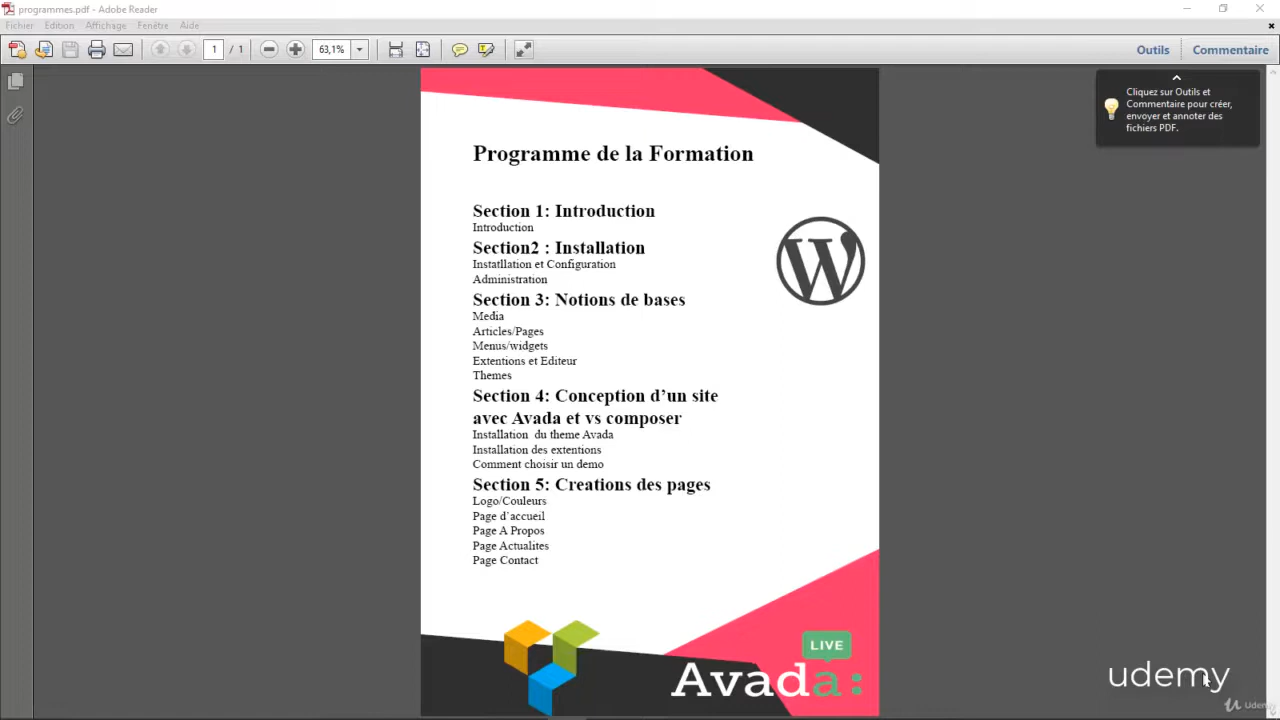 programmes.pdf - Adobe Reader
Fichier Edition Affichage Fenêtre Aide
1 / 1 63,1% Outils Commentaire
Cliquez sur Outils et
Commentaire pour créer,
envoyer et annoter des
fichiers PDF.
Programme de la Formation
Section 1: Introduction
Introduction
Section2 : Installation
Instatllation et Configuration
Administration
Section 3: Notions de bases
Media
Articles/Pages
Menus/widgets
Extentions et Editeur
Themes
Section 4: Conception d’un site
avec Avada et vs composer
Installation du theme Avada
Installation des extentions
Comment choisir un demo
Section 5: Creations des pages
Logo/Couleurs
Page d’accueil
Page A Propos
Page Actualites
Page Contact
LIVE
Avada:
udemy